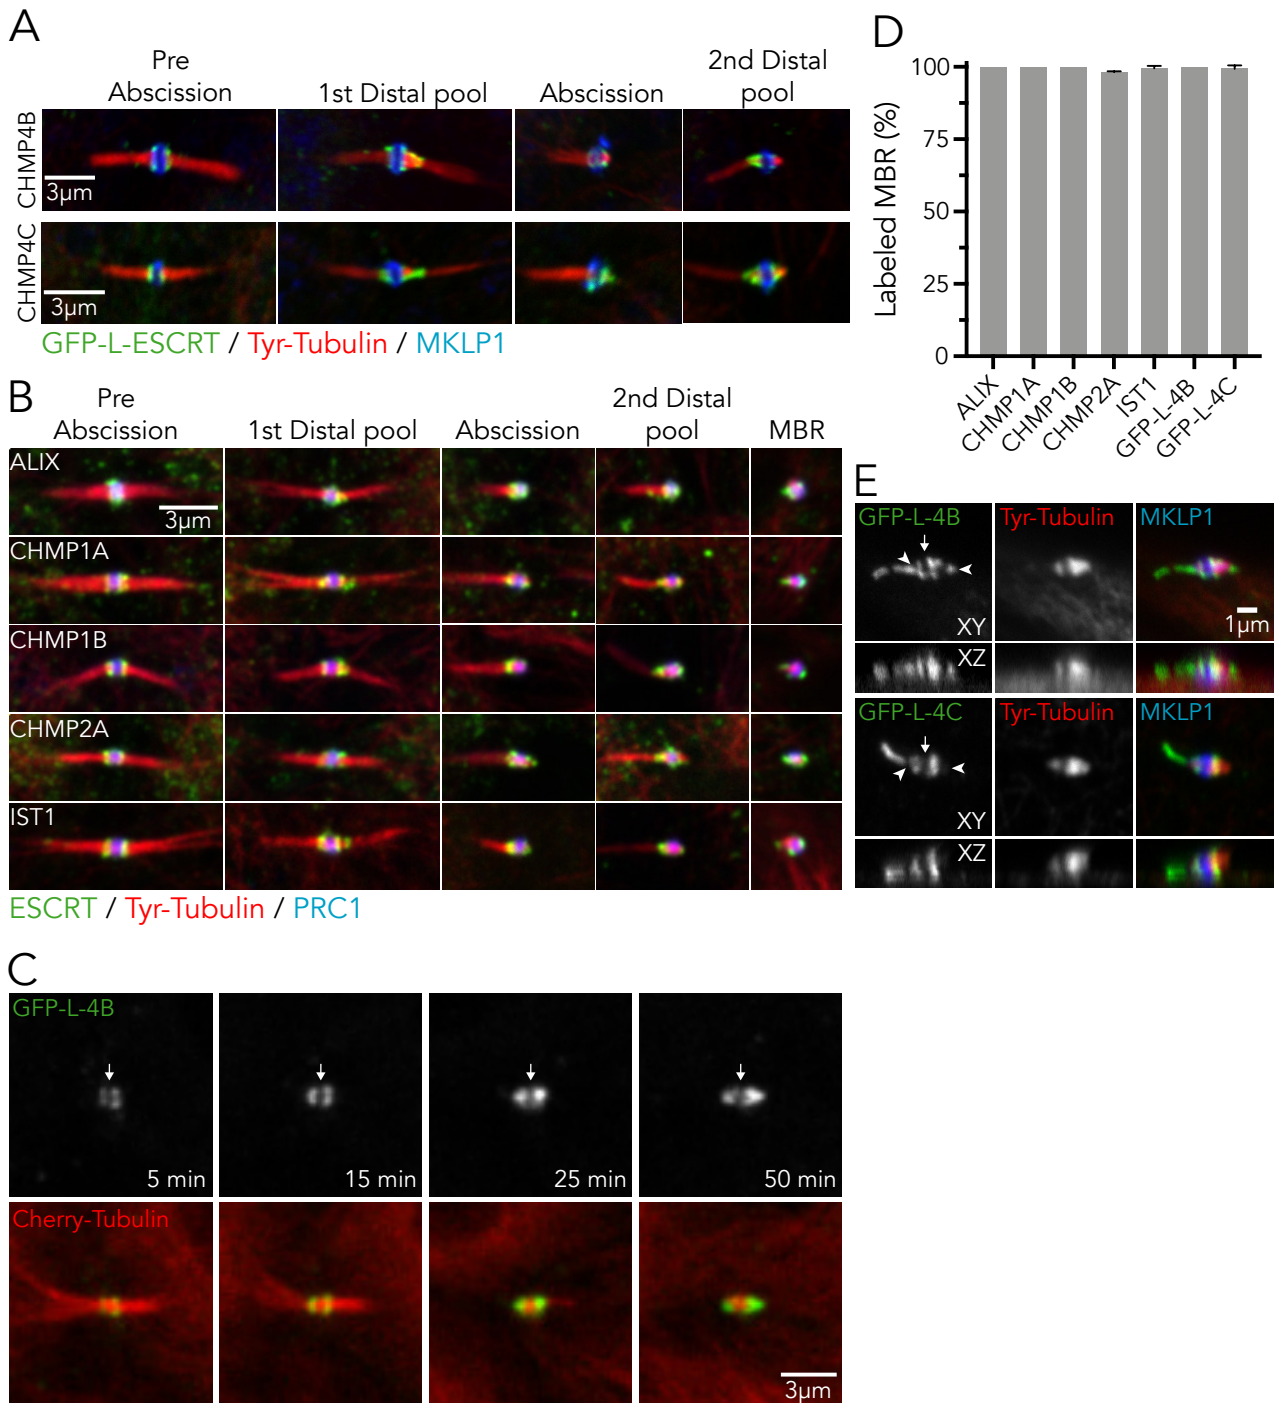 A
Pre
Abscission
1st Distal pool
Abscission
2nd Distal
pool
CHMP4B
3µm
CHMP4C
3µm
GFP-L-ESCRT / Tyr-Tubulin / MKLP1
B
Pre
Abscission
1st Distal pool
Abscission
2nd Distal
pool
MBR
ALIX
3µm
CHMP1A
CHMP1B
CHMP2A
IST1
ESCRT / Tyr-Tubulin / PRC1
C
GFP-L-4B
5 min
15 min
25 min
50 min
Cherry-Tubulin
3µm
D
Labeled MBR (%)
100
75
50
25
0
ALIX
CHMP1A
CHMP1B
CHMP2A
IST1
GFP-L-4B
GFP-L-4C
E
GFP-L-4B
Tyr-Tubulin
MKLP1
XY
1µm
XZ
GFP-L-4C
Tyr-Tubulin
MKLP1
XY
XZ